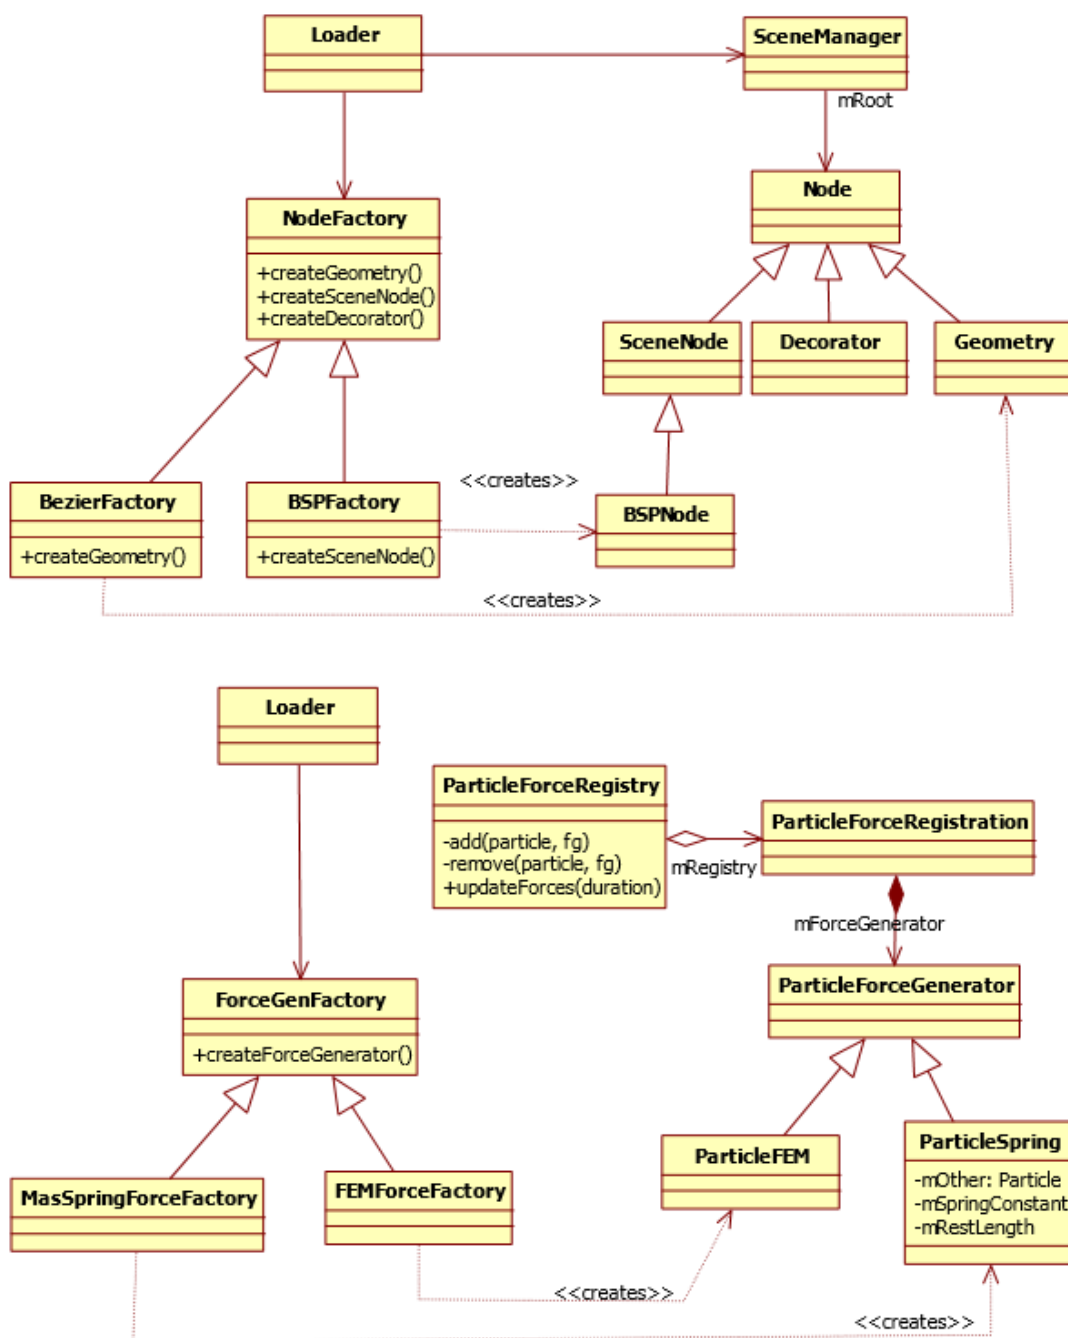 Loader
SceneManager
mRoot
Node
NodeFactory
+createGeometry()
+createSceneNode()
+createDecorator()
SceneNode
Decorator
Geometry
BezierFactory
+createGeometry()
BSPFactory
+createSceneNode()
<<creates>>
BSPNode
<<creates>>
Loader
ParticleForceRegistry
-add(particle, fg)
-remove(particle, fg)
+updateForces(duration)
mRegistry
ParticleForceRegistration
mForceGenerator
ParticleForceGenerator
ForceGenFactory
+createForceGenerator()
MasSpringForceFactory
FEMForceFactory
ParticleFEM
ParticleSpring
-mOther: Particle
-mSpringConstant
-mRestLength
<<creates>>
<<creates>>